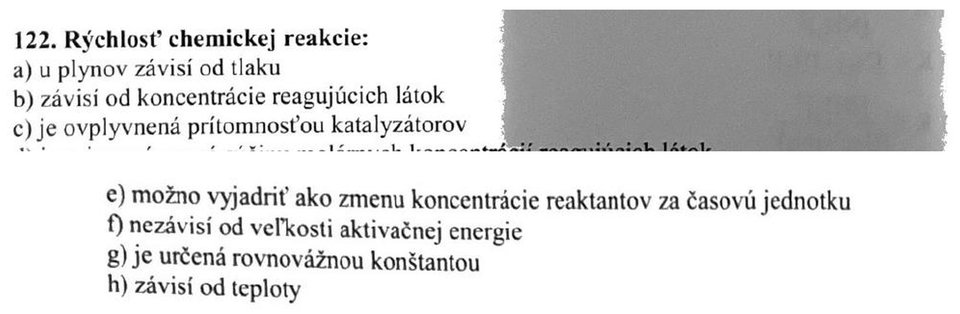 122. Rýchlosť chemickej reakcie:
a) u plynov závisí od tlaku
b) závisí od koncentrácie reagujúcich látok
c) je ovplyvnená prítomnosťou katalyzátorov
e) možno vyjadriť ako zmenu koncentrácie reaktantov za časovú jednotku
f) nezávisí od veľkosti aktivačnej energie
g) je určená rovnovážnou konštantou
h) závisí od teploty